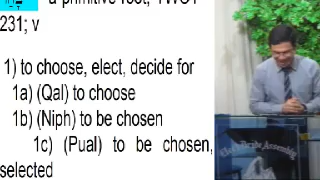 a primitive root; TWOT
231; v
1) to choose, elect, decide for
1a) (Qal) to choose
1b) (Niph) to be chosen
1c) (Pual) to be chosen,
selected